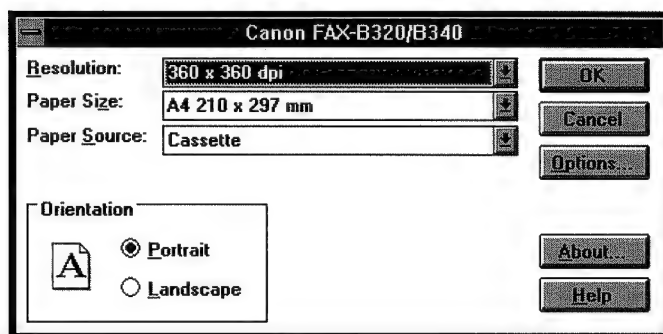 Canon FAX-B320/B340
Resolution: 360 x 360 dpi OK
Paper Size: A4 210 x 297 mm Cancel
Paper Source: Cassette Options...
Orientation
A Portrait About...
Landscape Help